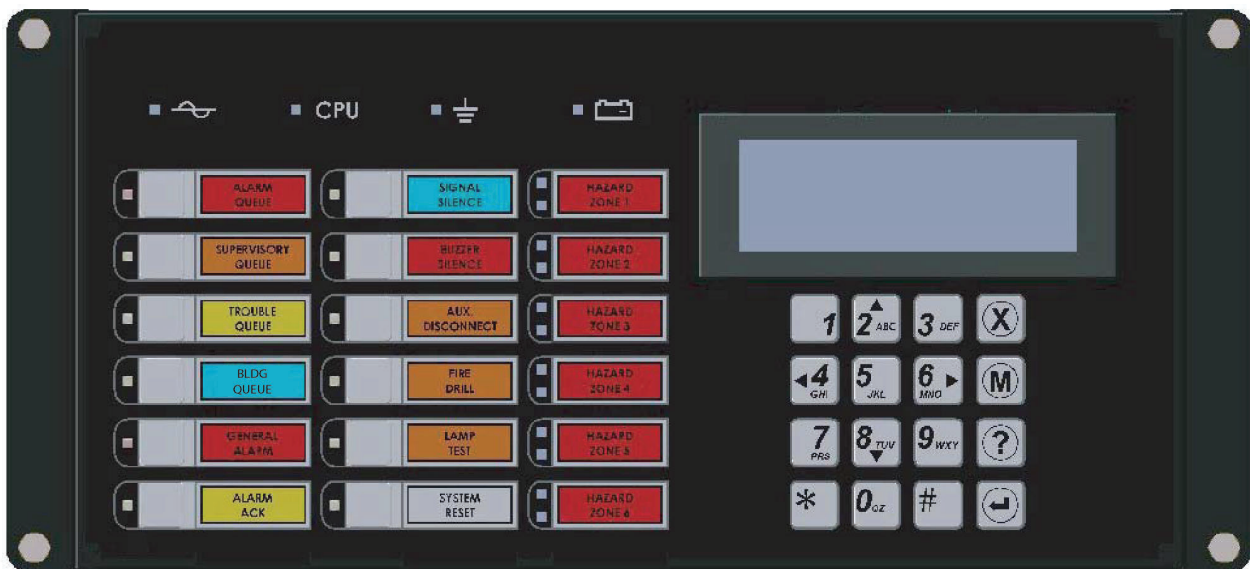 CPU
ALARM
QUEUE
SIGNAL
SILENCE
HAZARD
ZONE 1
SUPERVISORY
QUEUE
BUZZER
SILENCE
HAZARD
ZONE 2
TROUBLE
QUEUE
AUX.
DISCONNECT
HAZARD
ZONE 3
BLDG
QUEUE
FIRE
DRILL
HAZARD
ZONE 4
GENERAL
ALARM
LAMP
TEST
HAZARD
ZONE 5
ALARM
ACK
SYSTEM
RESET
HAZARD
ZONE 6
1 2 ABC 3 DEF X
4 GHI 5 JKL 6 MNO M
7 PRS 8 TUV 9 WXY ?
* 0 QZ #